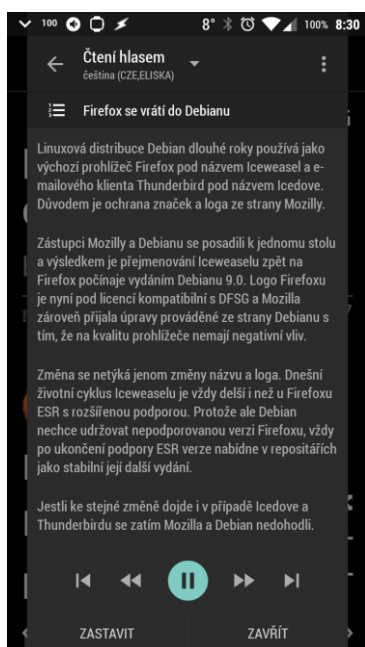 100 8° 100% 8:30
Čtení hlasem
čeština (CZE,ELISKA)
Firefox se vrátí do Debianu
Linuxová distribuce Debian dlouhé roky používá jako
výchozí prohlížeč Firefox pod názvem Iceweasel a e-
mailového klienta Thunderbird pod názvem Icedove.
Důvodem je ochrana značek a loga ze strany Mozilly.
Zástupci Mozilly a Debianu se posadili k jednomu stolu
a výsledkem je přejmenování Iceweaselu zpět na
Firefox počínaje vydáním Debianu 9.0. Logo Firefoxu
je nyní pod licencí kompatibilní s DFSG a Mozilla
zároveň přijala úpravy prováděné ze strany Debianu s
tím, že na kvalitu prohlížeče nemají negativní vliv.
Změna se netýká jenom změny názvu a loga. Dnešní
životní cyklus Iceweaselu je vždy delší i než u Firefoxu
ESR s rozšířenou podporou. Protože ale Debian
nechce udržovat nepodporovanou verzi Firefoxu, vždy
po ukončení podpory ESR verze nabídne v repositářích
jako stabilní její další vydání.
Jestli ke stejné změně dojde i v případě Icedove a
Thunderbirdu se zatím Mozilla a Debian nedohodli.
ZASTAVIT ZAVŘÍT